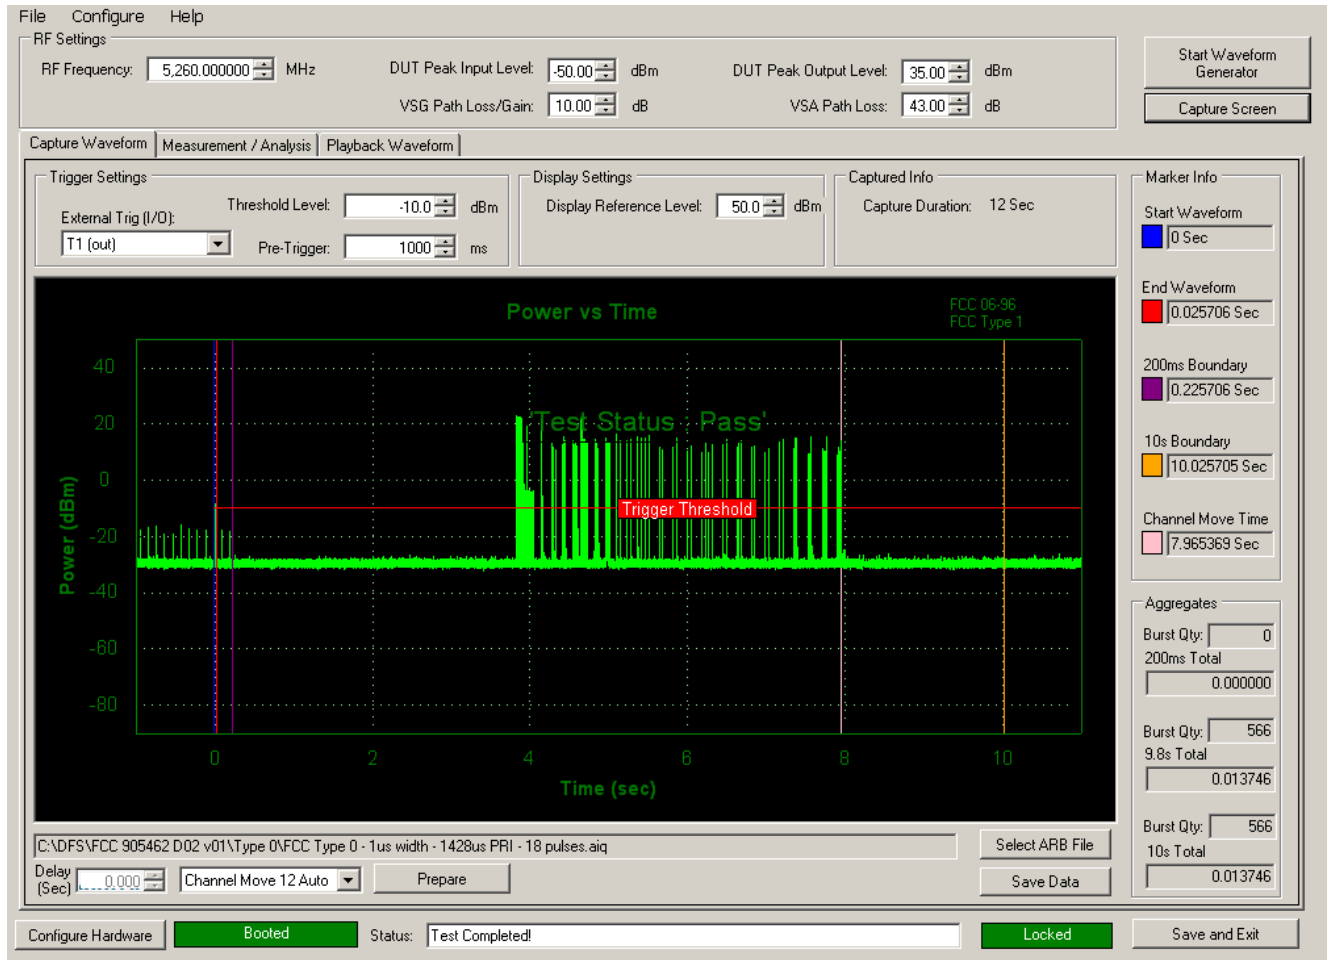 File Configure Help
RF Settings
RF Frequency: 5,260.000000 MHz DUT Peak Input Level: -50.00 dBm DUT Peak Output Level: 35.00 dBm
VSG Path Loss/Gain: 10.00 dB VSA Path Loss: 43.00 dB
Start Waveform
Generator
Capture Screen
Capture Waveform Measurement / Analysis Playback Waveform
Trigger Settings
External Trig (I/O):
T1 (out)
Threshold Level: -10.0 dBm
Pre-Trigger: 1000 ms
Display Settings
Display Reference Level: 50.0 dBm
Captured Info
Capture Duration: 12 Sec
Marker Info
Start Waveform
0 Sec
End Waveform
0.025706 Sec
200ms Boundary
0.225706 Sec
10s Boundary
10.025705 Sec
Channel Move Time
7.965369 Sec
Power vs Time
FCC 06-96
FCC Type 1
'Test Status : Pass'
Trigger Threshold
Power (dBm)
40
20
0
-20
-40
-60
-80
0 2 4 6 8 10
Time (sec)
Aggregates
Burst Qty: 0
200ms Total
0.000000
Burst Qty: 566
9.8s Total
0.013746
Burst Qty: 566
10s Total
0.013746
C:\DFS\FCC 905462 D02 v01\Type 0\FCC Type 0 - 1us width - 1428us PRI - 18 pulses.aiq
Select ARB File
Delay
(Sec) 0.000 Channel Move 12 Auto Prepare Save Data
Configure Hardware Booted Status: Test Completed! Locked Save and Exit